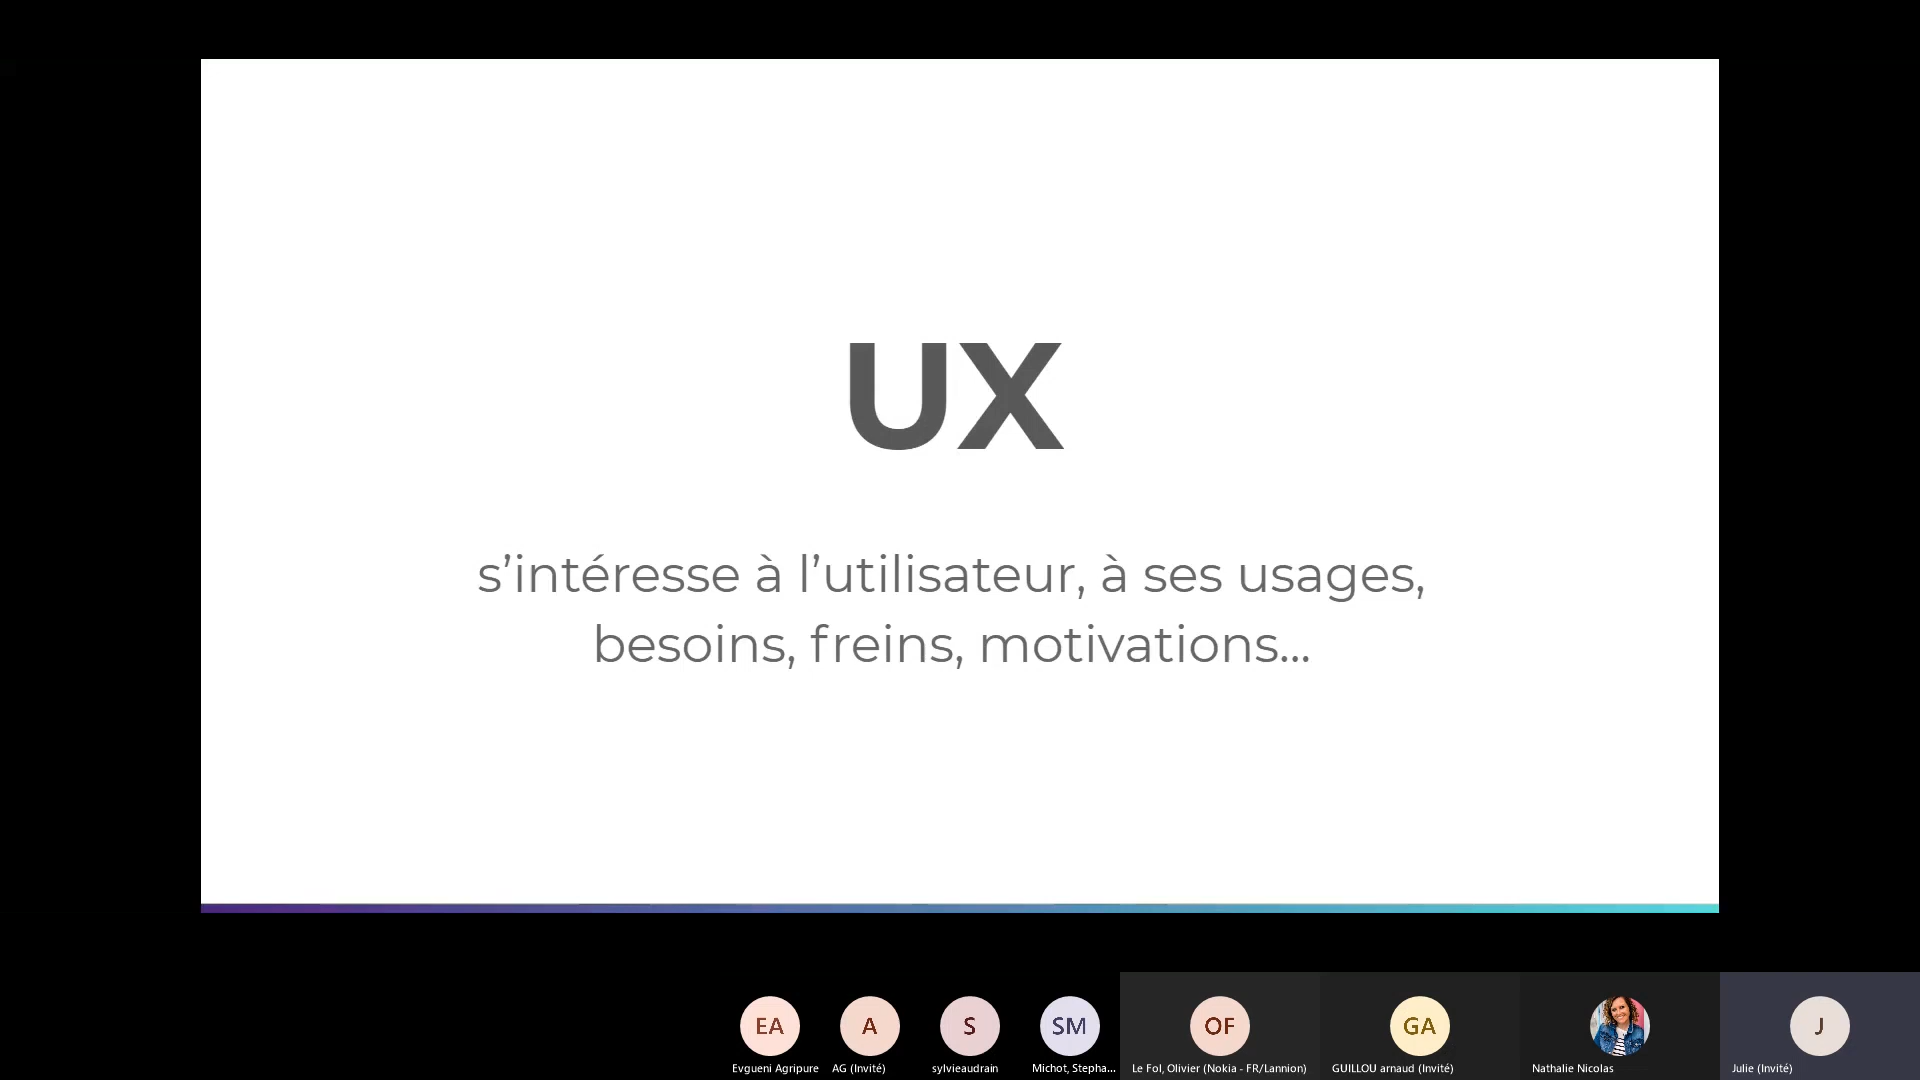 UX
s’intéresse à l’utilisateur, à ses usages,
besoins, freins, motivations...
EA
A
S
SM
OF
GA
J
Evgueni Agripure
AG (Invité)
sylvieaudrain
Michot, Stepha...
Le Fol, Olivier (Nokia - FR/Lannion)
GUILLOU arnaud (Invité)
Nathalie Nicolas
Julie (Invité)